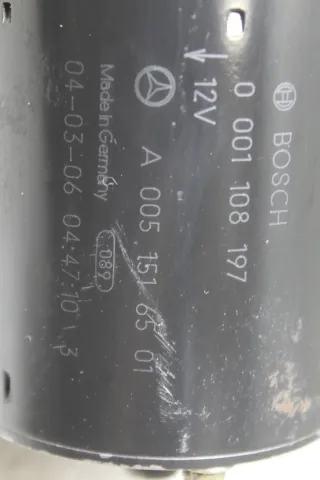 BOSCH
0 001 108 197
12V
A 005 151 65 01
Made in Germany
089
04-03-06 04:47:10 \ 3